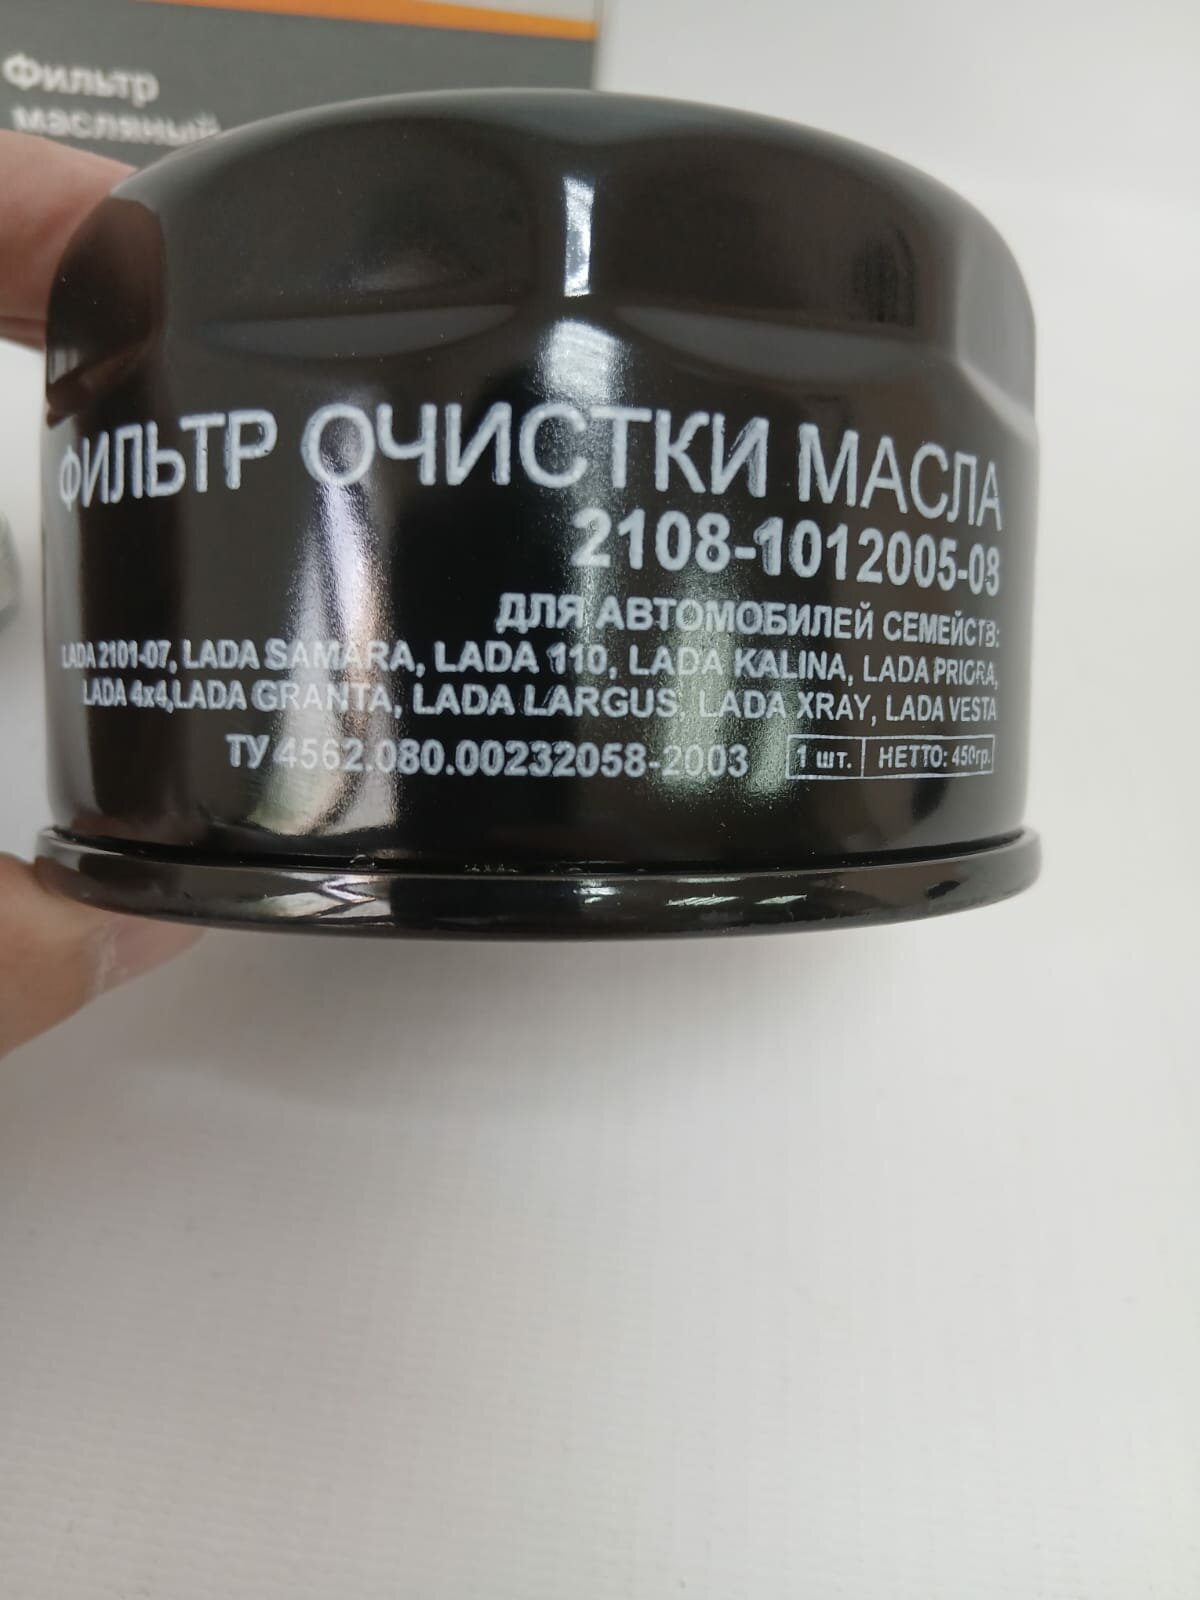 Фильтр
масляный
ФИЛЬТР ОЧИСТКИ МАСЛА
2108-1012005-08
ДЛЯ АВТОМОБИЛЕЙ СЕМЕЙСТВ:
LADA 2101-07, LADA SAMARA, LADA 110, LADA KALINA, LADA PRIORA,
LADA 4x4,LADA GRANTA, LADA LARGUS, LADA XRAY, LADA VESTA
ТУ 4562.080.00232058-2003 1 шт. НЕТТО: 450гр.